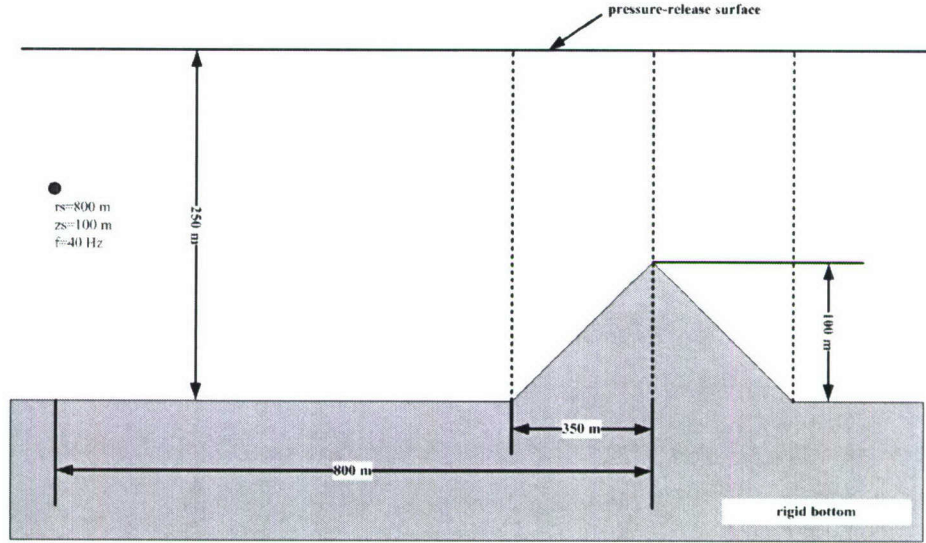 pressure-release surface
rs=800 m
zs=100 m
f=40 Hz
250 m
100 m
350 m
800 m
rigid bottom